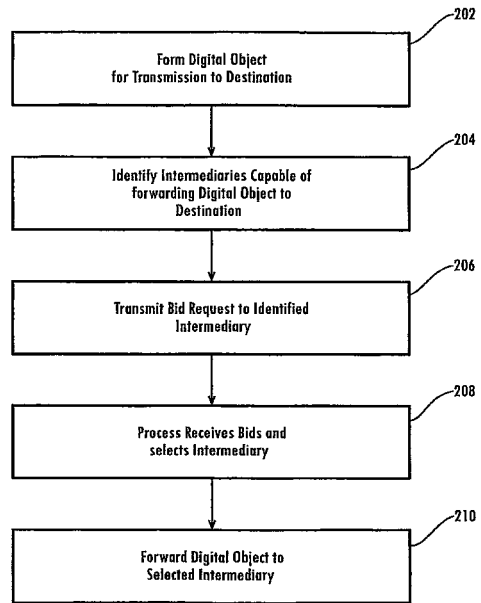 202
Form Digital Object
for Transmission to Destination
204
Identify Intermediaries Capable of
forwarding Digital Object to
Destination
206
Transmit Bid Request to Identified
Intermediary
208
Process Receives Bids and
selects Intermediary
210
Forward Digital Object to
Selected Intermediary